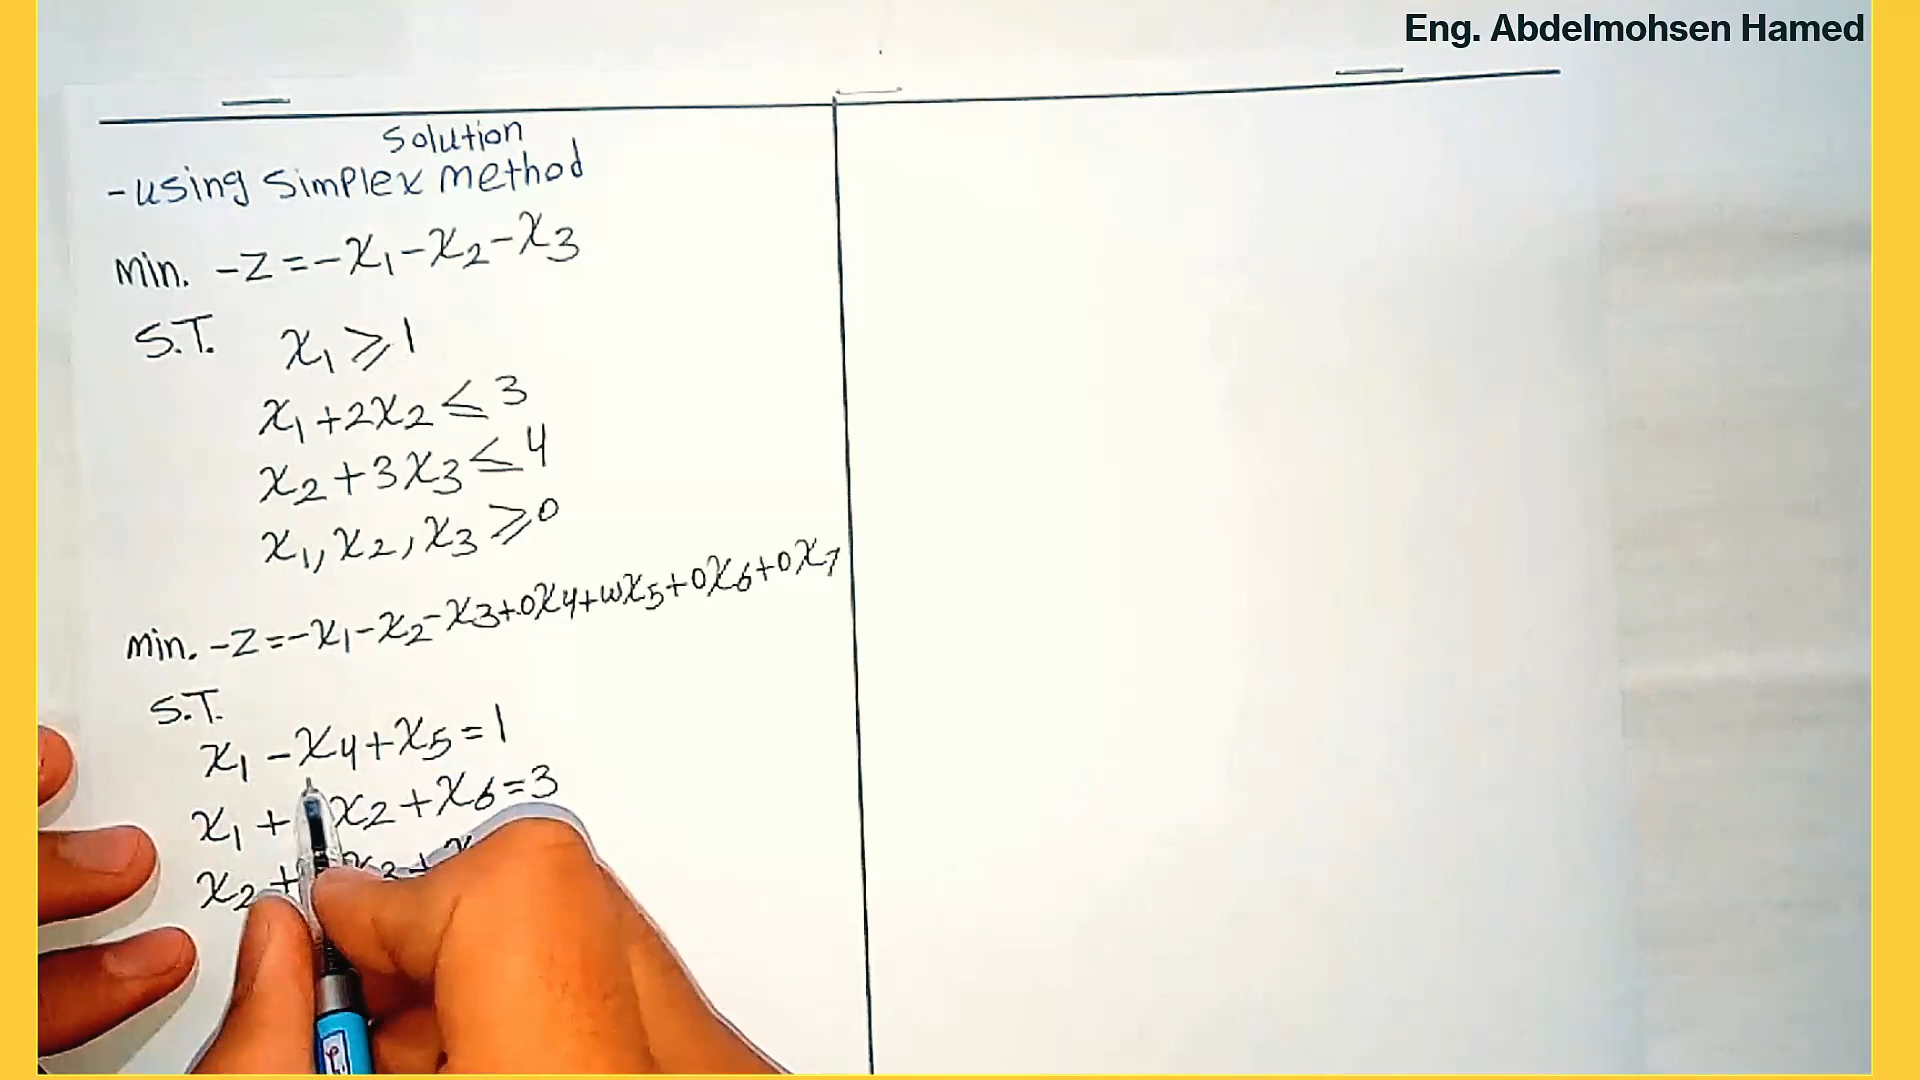 Eng. Abdelmohsen Hamed
Solution
- using Simplex method
Min. -Z=-x₁-x₂-x₃
S.T. x₁ ⩾ 1
x₁+2x₂ ≤ 3
x₂+3x₃ ≤ 4
x₁, x₂, x₃ ⩾ 0
Min. -Z=-x₁-x₂-x₃+0x₄+wx₅+0x₆+0x₇
S.T.
x₁-x₄+x₅=1
x₁+ x₂+x₆=3
x₂+